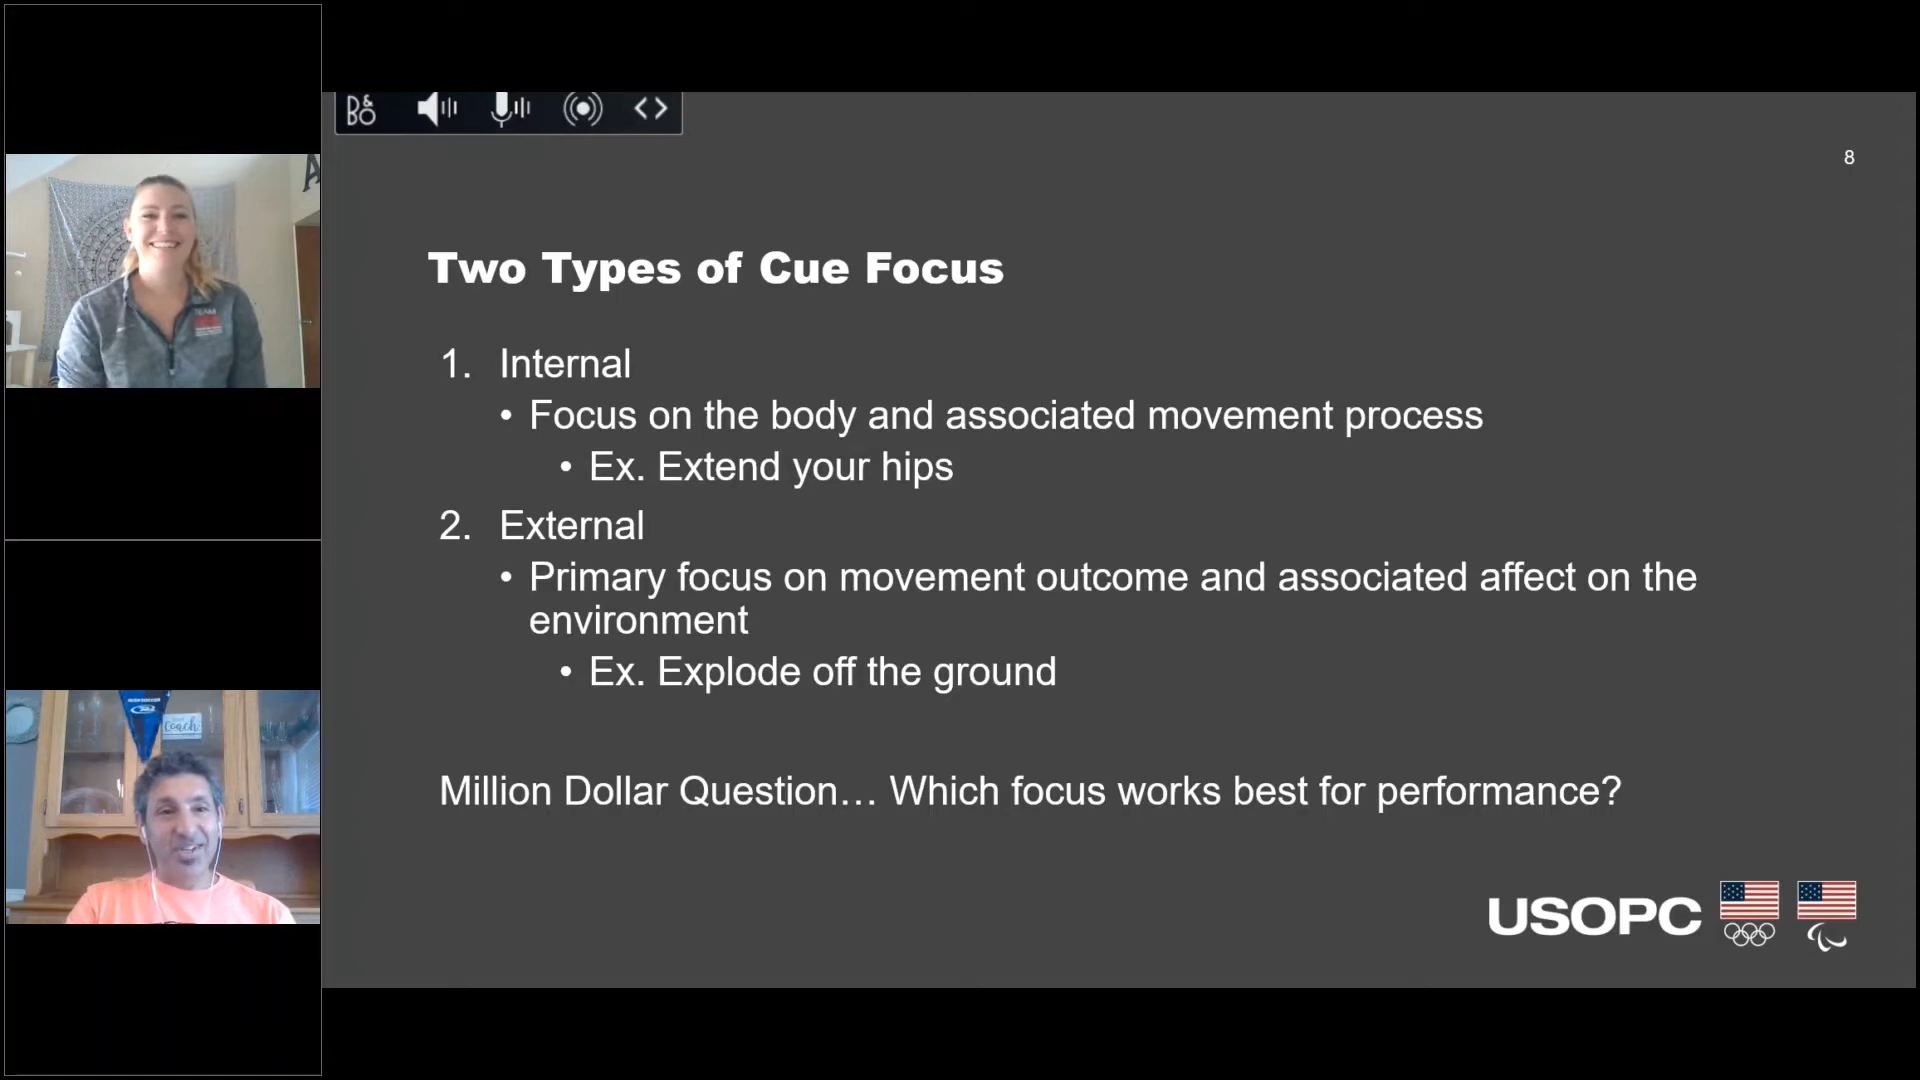 B&O
8
Two Types of Cue Focus
1. Internal
• Focus on the body and associated movement process
• Ex. Extend your hips
2. External
• Primary focus on movement outcome and associated affect on the
environment
• Ex. Explode off the ground
Million Dollar Question... Which focus works best for performance?
USOPC
A
TEAM
Coach